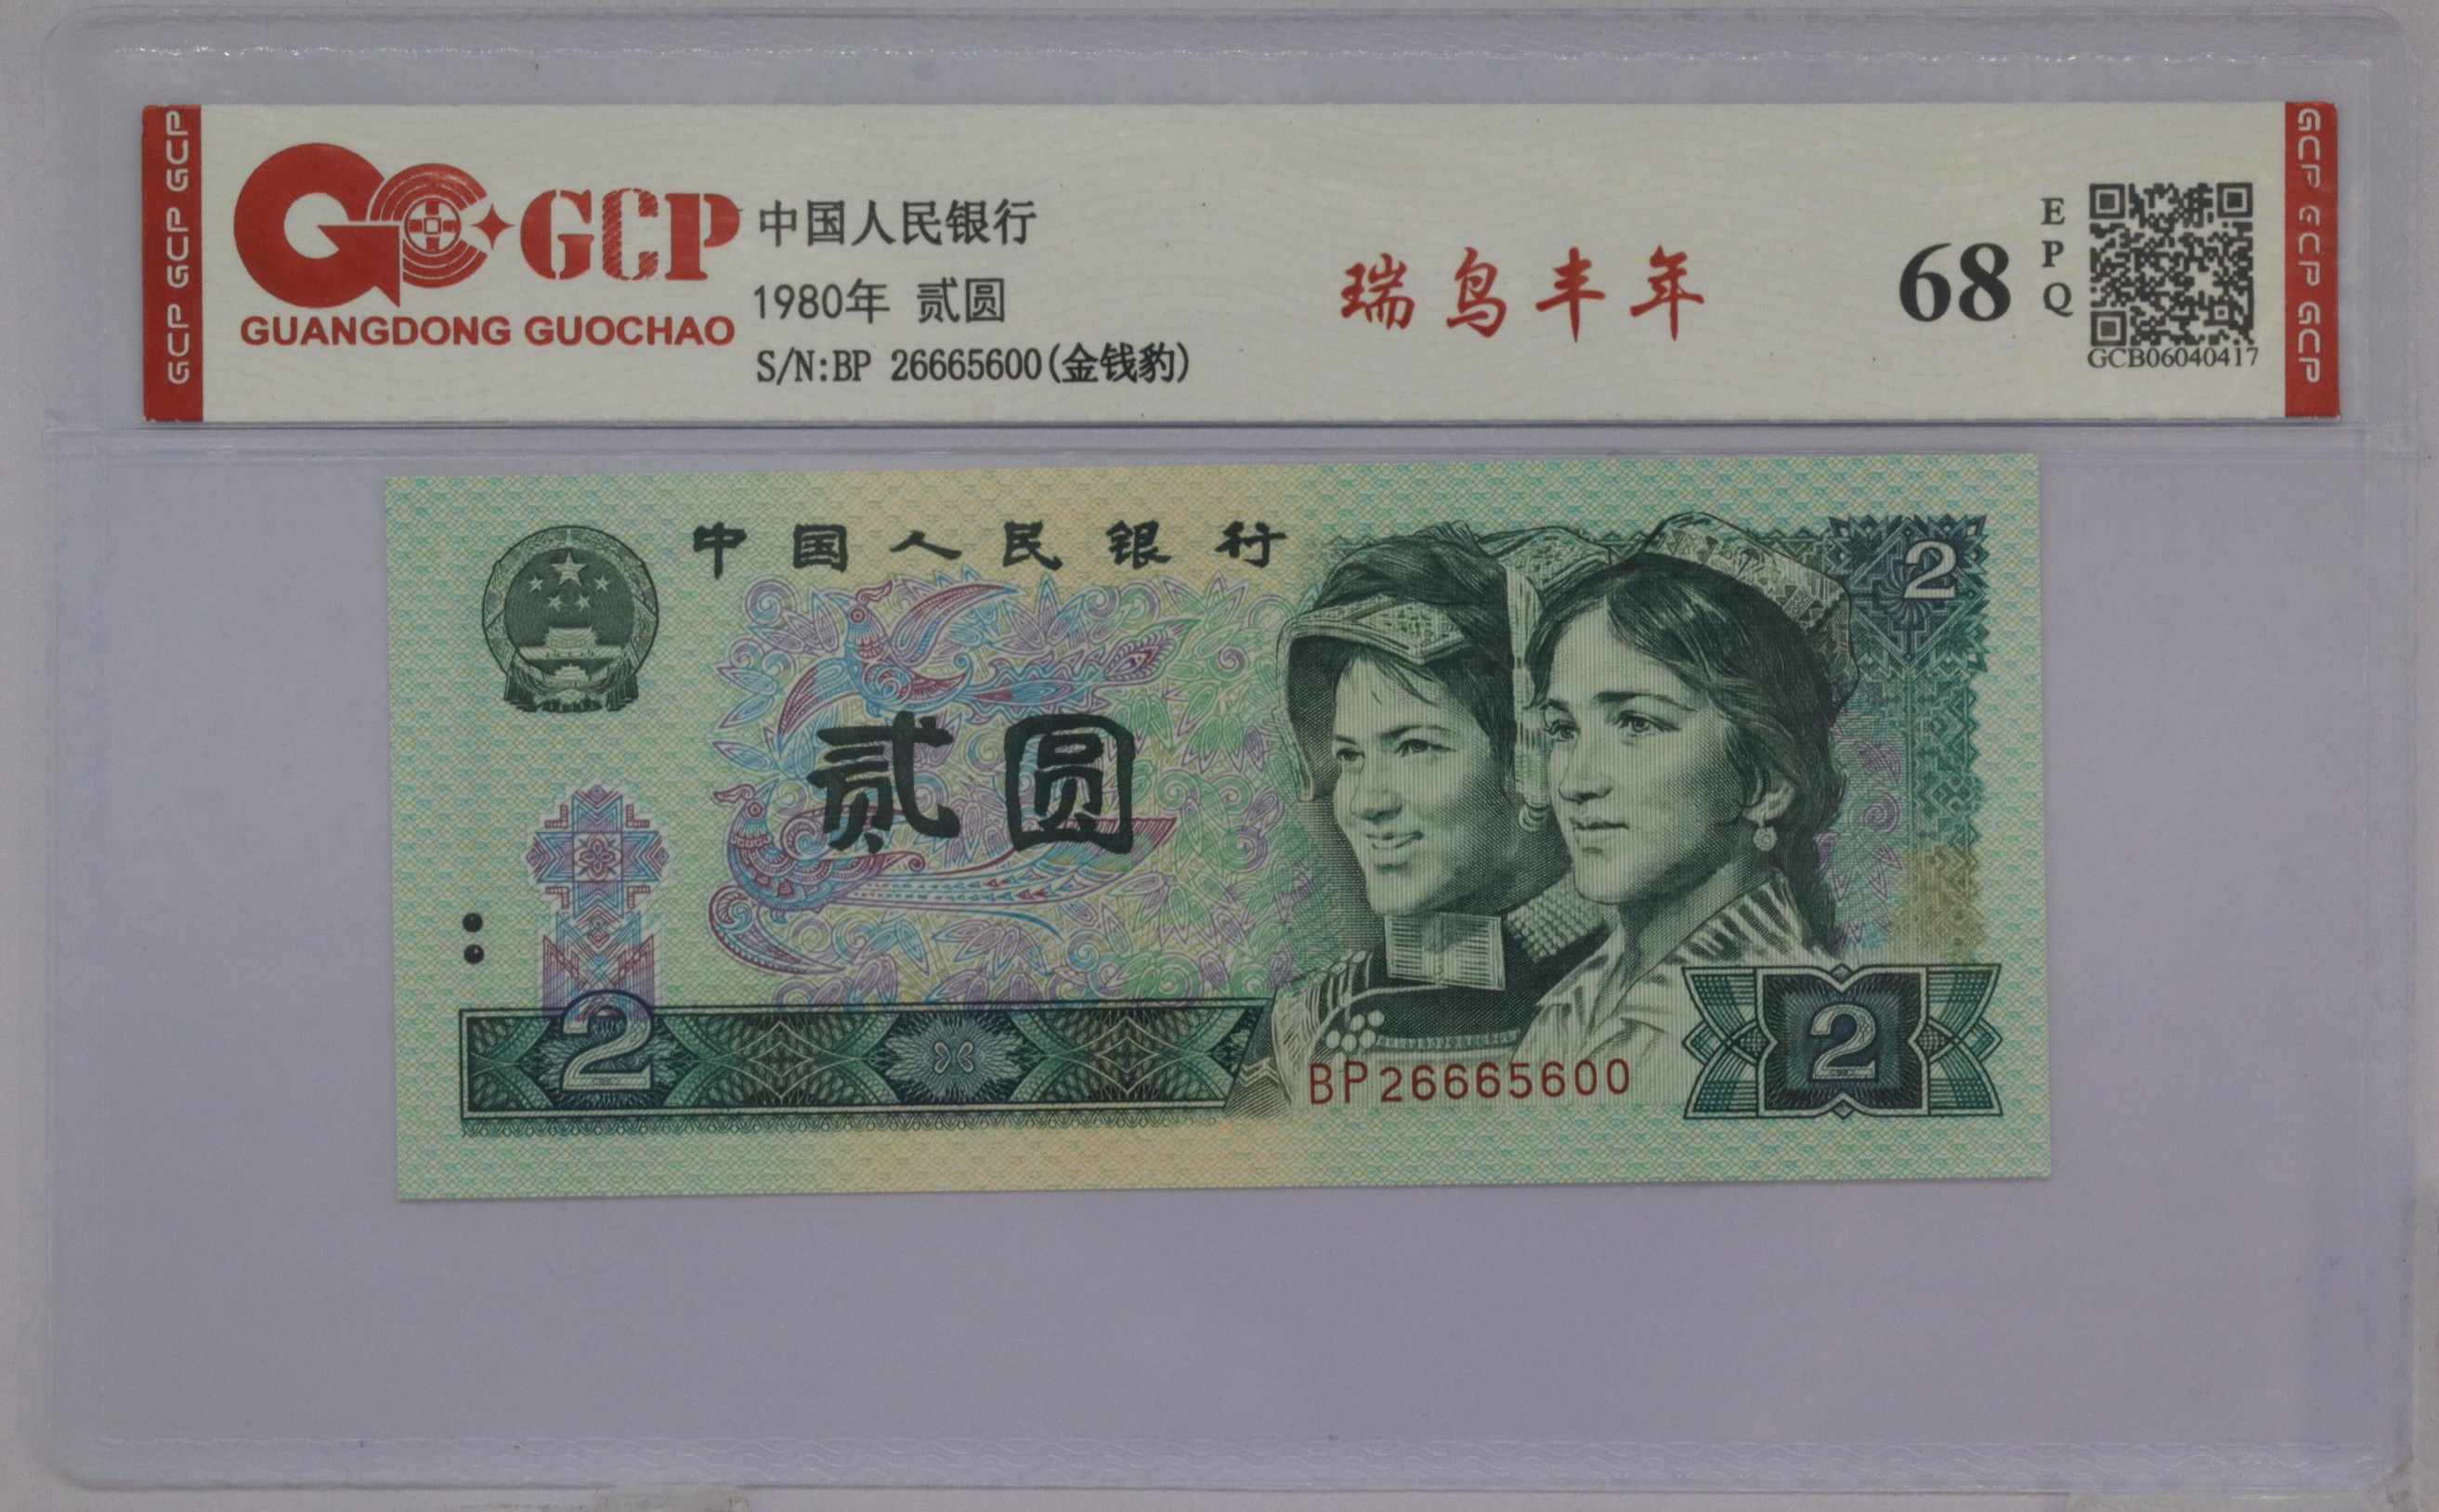 GCP GCP GCP
GCP
GUANGDONG GUOCHAO
中国人民银行
1980年 贰圆
S/N:BP 26665600(金钱豹)
瑞鸟丰年
68
EPQ
GCB06040417
GCP GCP GCP
中国人民银行
2
贰圆
2
BP26665600
2